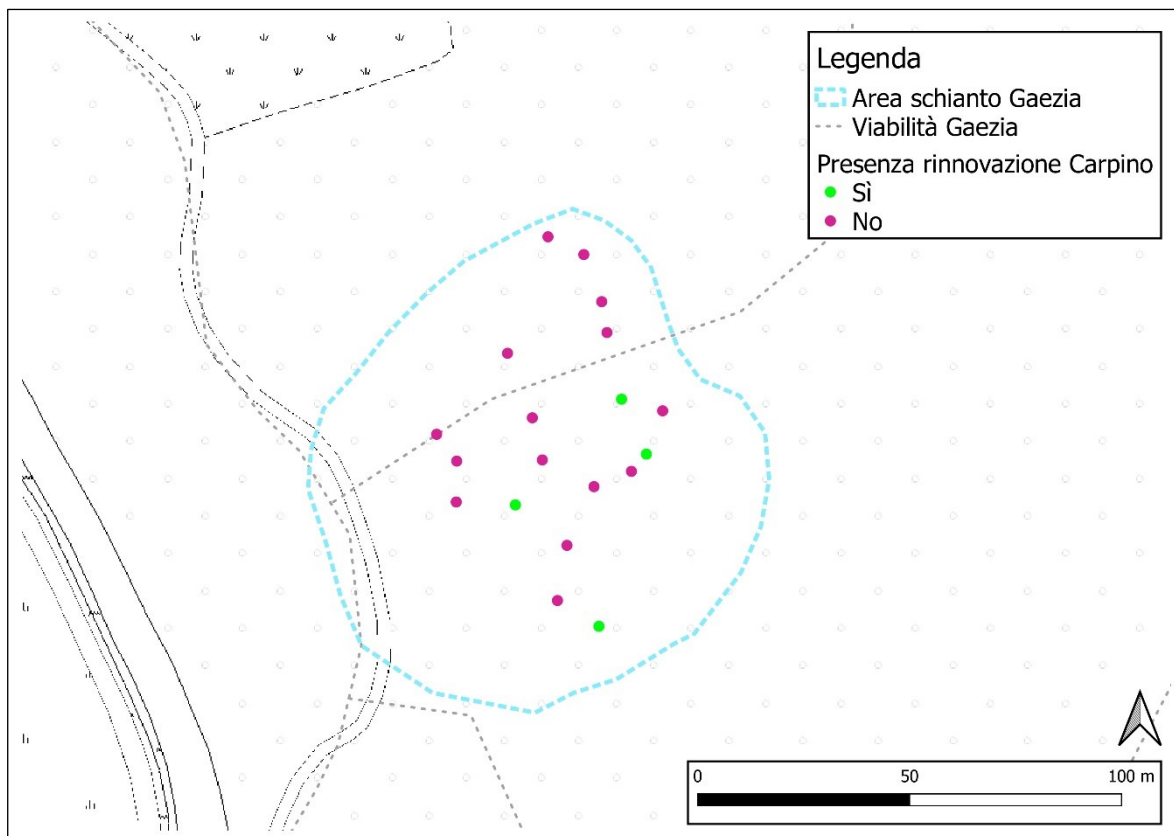 Legenda
Area schianto Gaezia
Viabilità Gaezia
Presenza rinnovazione Carpino
Sì
No
0 50 100 m